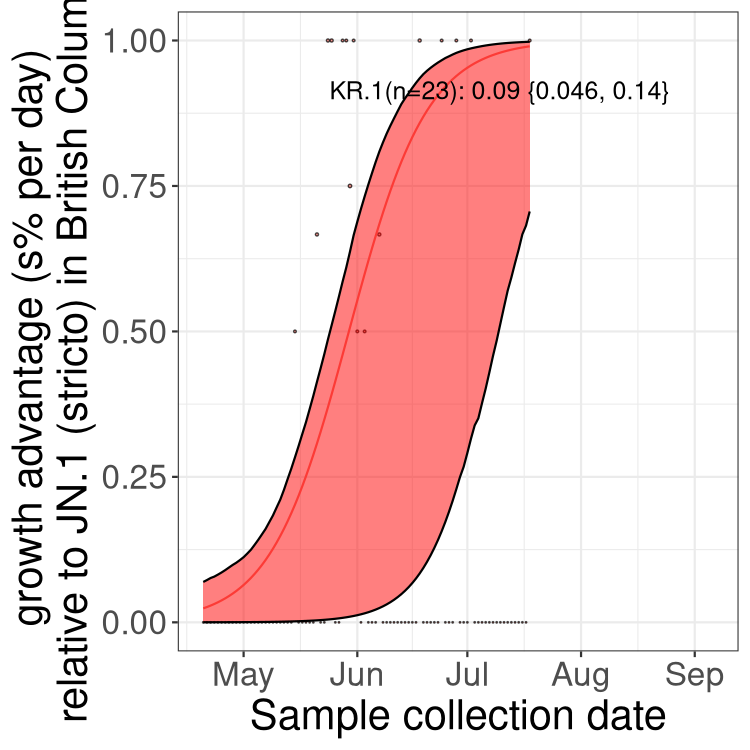 growth advantage (s% per day)
relative to JN.1 (stricto) in British Colum
1.00
0.75
0.50
0.25
0.00
KR.1(n=23): 0.09 {0.046, 0.14}
May Jun Jul Aug Sep
Sample collection date